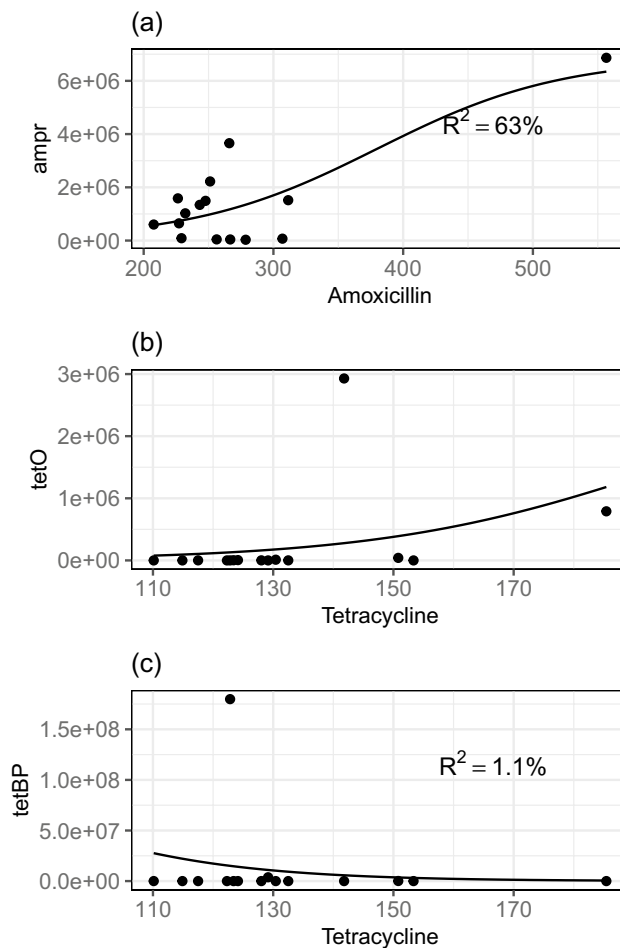 (a)
ampr
6e+06
4e+06
2e+06
0e+00
R² = 63%
200 300 400 500
Amoxicillin
(b)
tetO
3e+06
2e+06
1e+06
0e+00
110 130 150 170
Tetracycline
(c)
tetBP
1.5e+08
1.0e+08
5.0e+07
0.0e+00
R² = 1.1%
110 130 150 170
Tetracycline